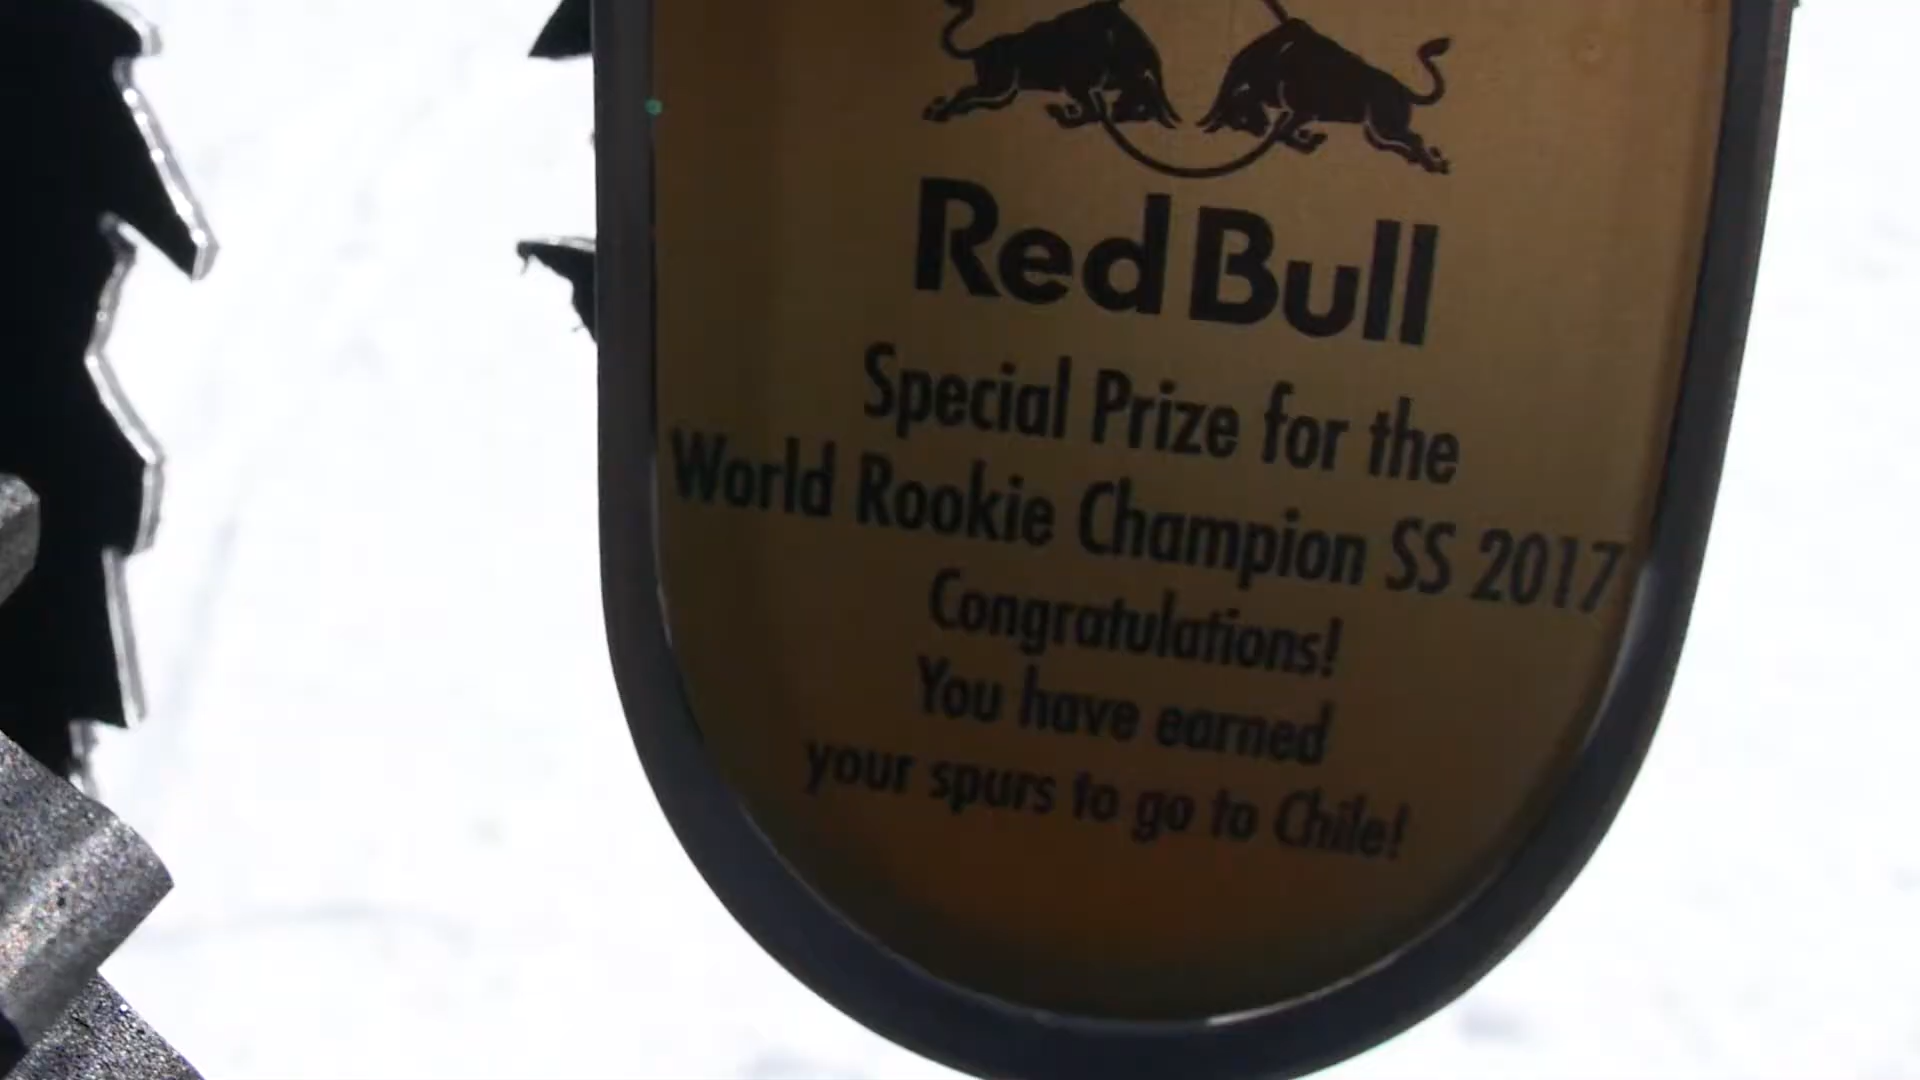 Red Bull
Special Prize for the
World Rookie Champion SS 2017
Congratulations!
You have earned
your spurs to go to Chile!